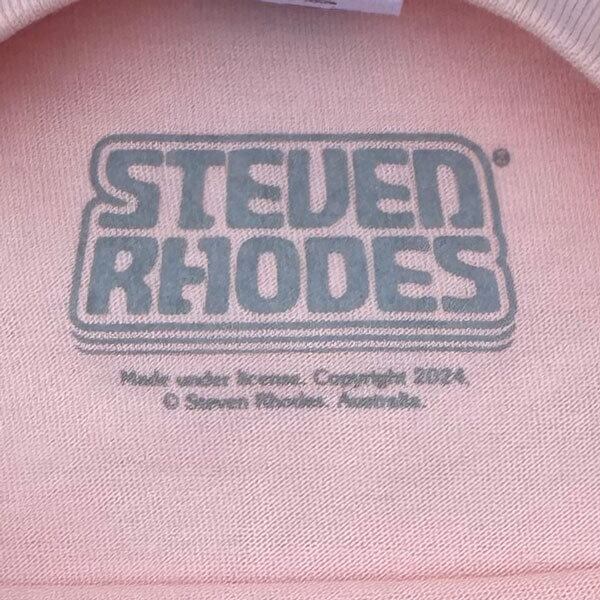 STEVEN
RHODES®
Made under license. Copyright 2024,
© Steven Rhodes. Australia.